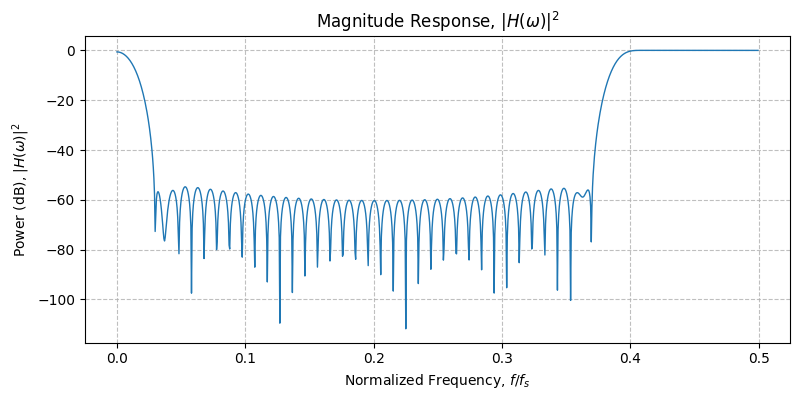 Magnitude Response, |H(ω)|²
Power (dB), |H(ω)|²
0
−20
−40
−60
−80
−100
0.0 0.1 0.2 0.3 0.4 0.5
Normalized Frequency, f/fₛ